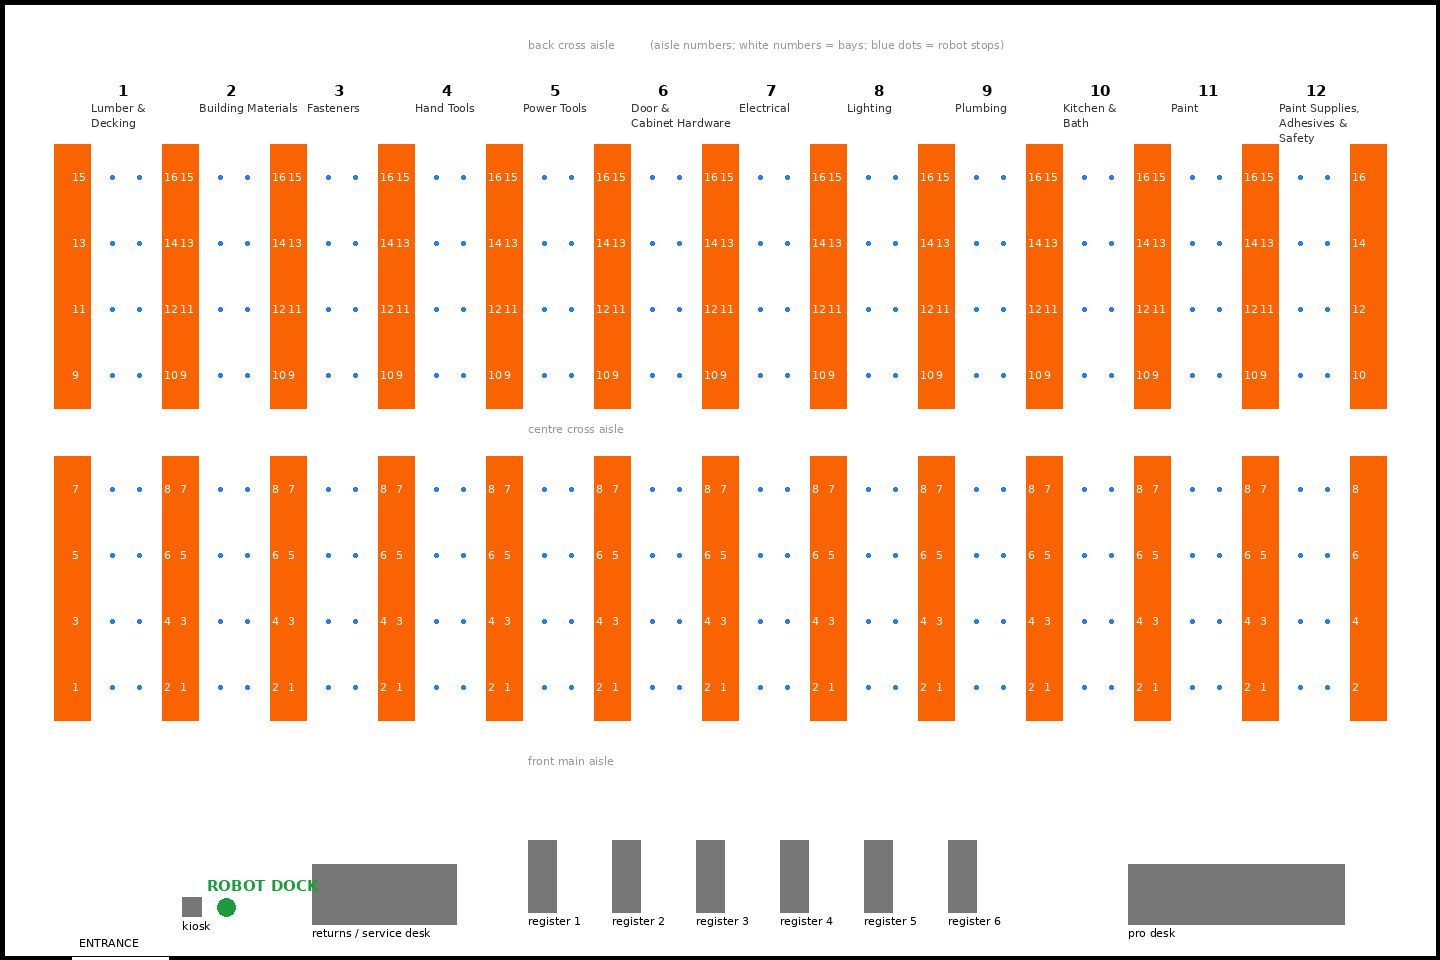 back cross aisle (aisle numbers; white numbers = bays; blue dots = robot stops)
1 2 3 4 5 6 7 8 9 10 11 12
Lumber & Building Materials Fasteners Hand Tools Power Tools Door & Electrical Lighting Plumbing Kitchen & Paint Paint Supplies,
Decking Cabinet Hardware Bath Adhesives &
Safety
15 16 15 16 15 16 15 16 15 16 15 16 15 16 15 16 15 16 15 16 15 16 15 16
13 14 13 14 13 14 13 14 13 14 13 14 13 14 13 14 13 14 13 14 13 14 13 14
11 12 11 12 11 12 11 12 11 12 11 12 11 12 11 12 11 12 11 12 11 12 11 12
9 10 9 10 9 10 9 10 9 10 9 10 9 10 9 10 9 10 9 10 9 10 9 10
centre cross aisle
7 8 7 8 7 8 7 8 7 8 7 8 7 8 7 8 7 8 7 8 7 8 7 8
5 6 5 6 5 6 5 6 5 6 5 6 5 6 5 6 5 6 5 6 5 6 5 6
3 4 3 4 3 4 3 4 3 4 3 4 3 4 3 4 3 4 3 4 3 4 3 4
1 2 1 2 1 2 1 2 1 2 1 2 1 2 1 2 1 2 1 2 1 2 1 2
front main aisle
ROBOT DOCK
kiosk
register 1 register 2 register 3 register 4 register 5 register 6
returns / service desk
pro desk
ENTRANCE